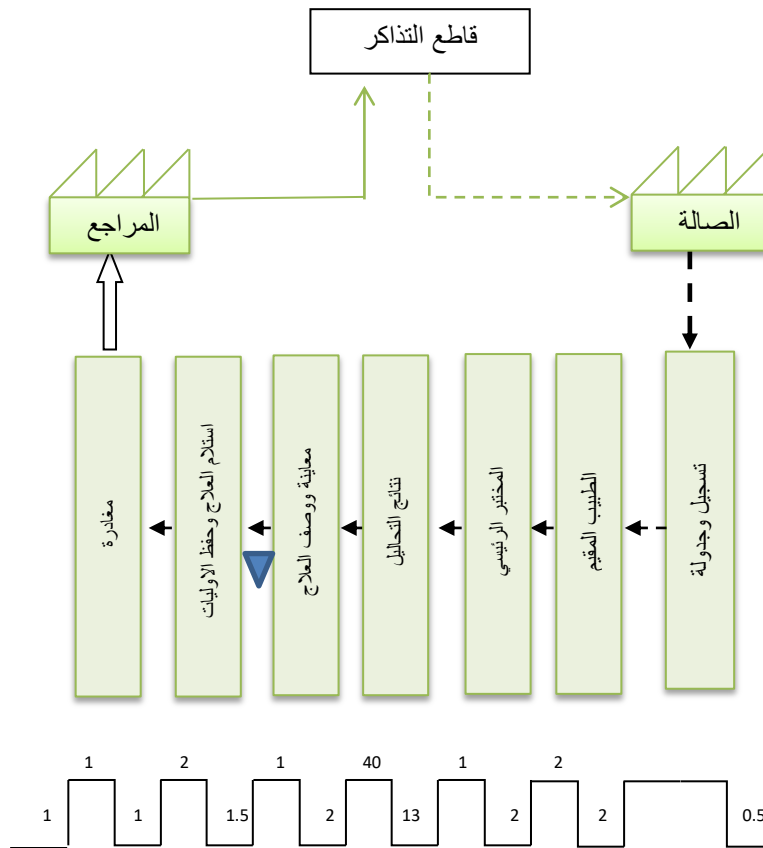 قاطع التذاكر
المراجع
الصالة
تسجيل وجدولة
الطبيب المقيم
المختبر الرئيسي
نتائج التحاليل
معاينة ووصف العلاج
استلام العلاج وحفظ الاوليات
مغادرة
1 2 1 40 1 2
1 1 1.5 2 13 2 2 0.5